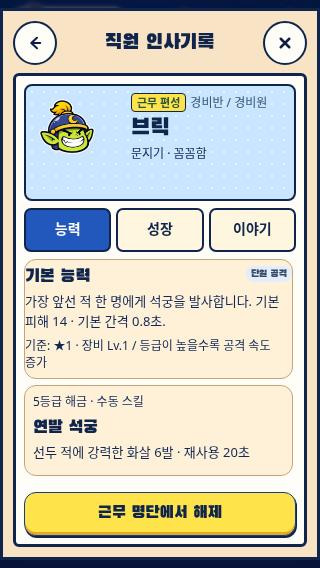 직원 인사기록
근무 편성 경비반 / 경비원
브릭
문지기 · 꼼꼼함
능력 성장 이야기
기본 능력 단일 공격
가장 앞선 적 한 명에게 석궁을 발사합니다. 기본
피해 14 · 기본 간격 0.8초.
기준: ★1 · 장비 Lv.1 / 등급이 높을수록 공격 속도
증가
5등급 해금 · 수동 스킬
연발 석궁
선두 적에 강력한 화살 6발 · 재사용 20초
근무 명단에서 해제